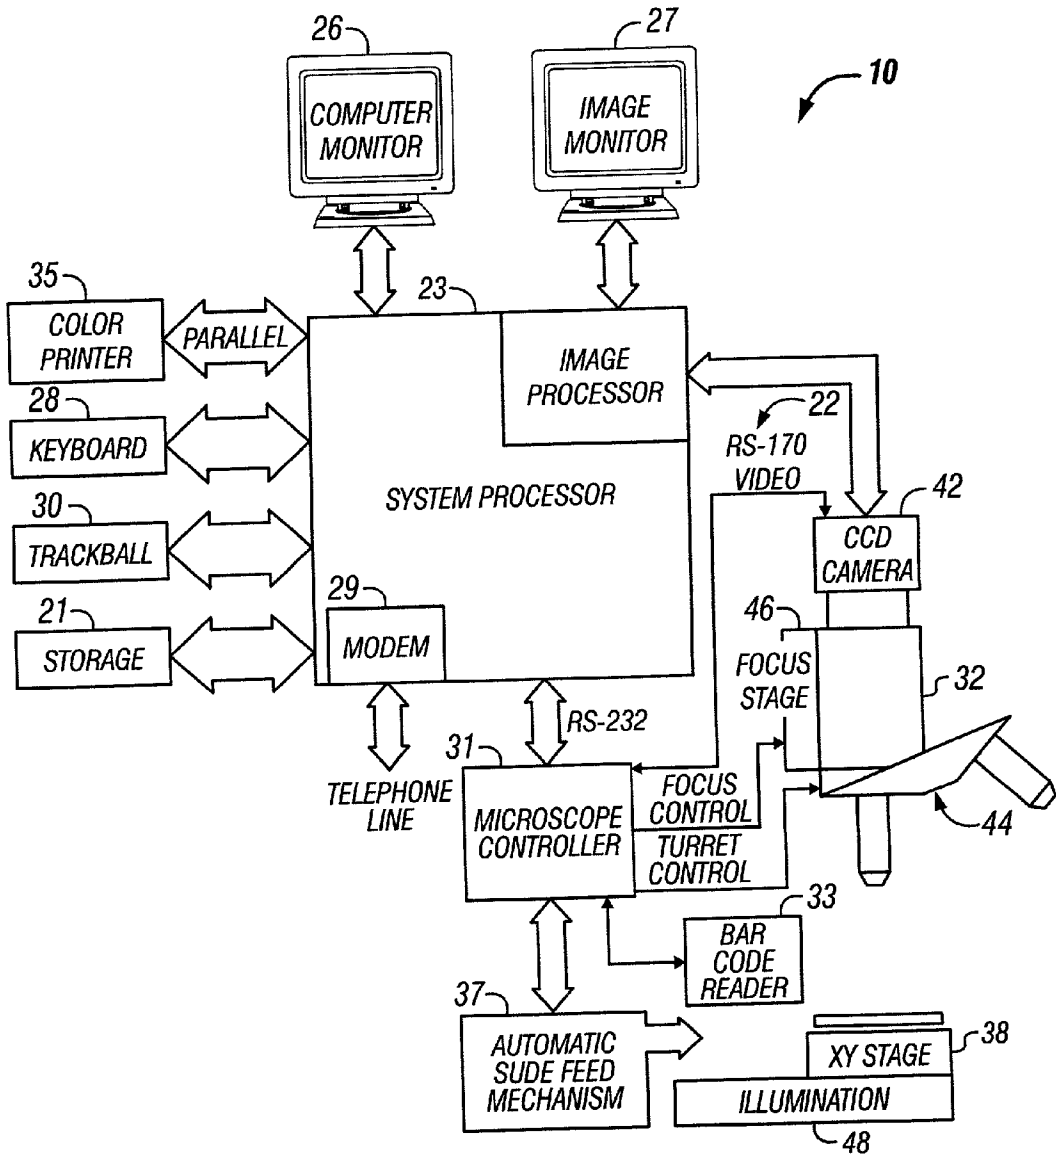 26
27
10
COMPUTER
MONITOR
IMAGE
MONITOR
35
23
COLOR
PRINTER
PARALLEL
IMAGE
PROCESSOR
28
KEYBOARD
22
RS-170
VIDEO
SYSTEM PROCESSOR
42
30
TRACKBALL
CCD
CAMERA
29
21
MODEM
STORAGE
46
FOCUS
STAGE
32
RS-232
31
TELEPHONE
LINE
MICROSCOPE
CONTROLLER
FOCUS
CONTROL
TURRET
CONTROL
44
33
BAR
CODE
READER
37
AUTOMATIC
SUDE FEED
MECHANISM
XY STAGE
38
ILLUMINATION
48